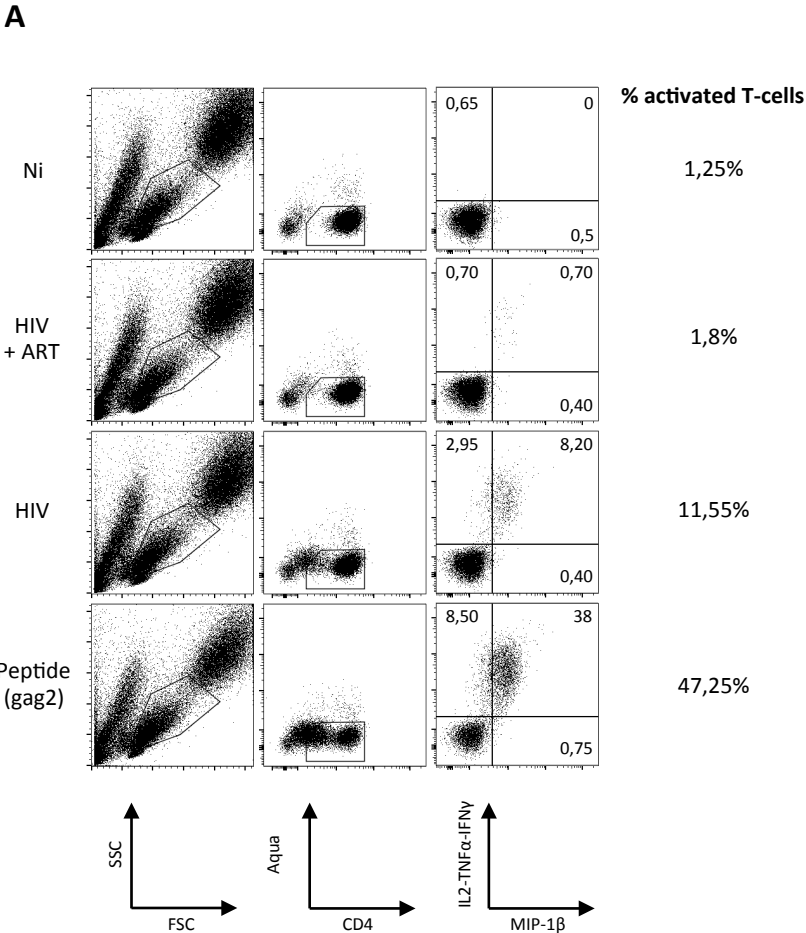 A
% activated T-cells
Ni
0,65
0
0,5
1,25%
HIV
+ ART
0,70
0,70
0,40
1,8%
HIV
2,95
8,20
0,40
11,55%
Peptide
(gag2)
8,50
38
0,75
47,25%
SSC
FSC
Aqua
CD4
IL2-TNFα-IFNγ
MIP-1β